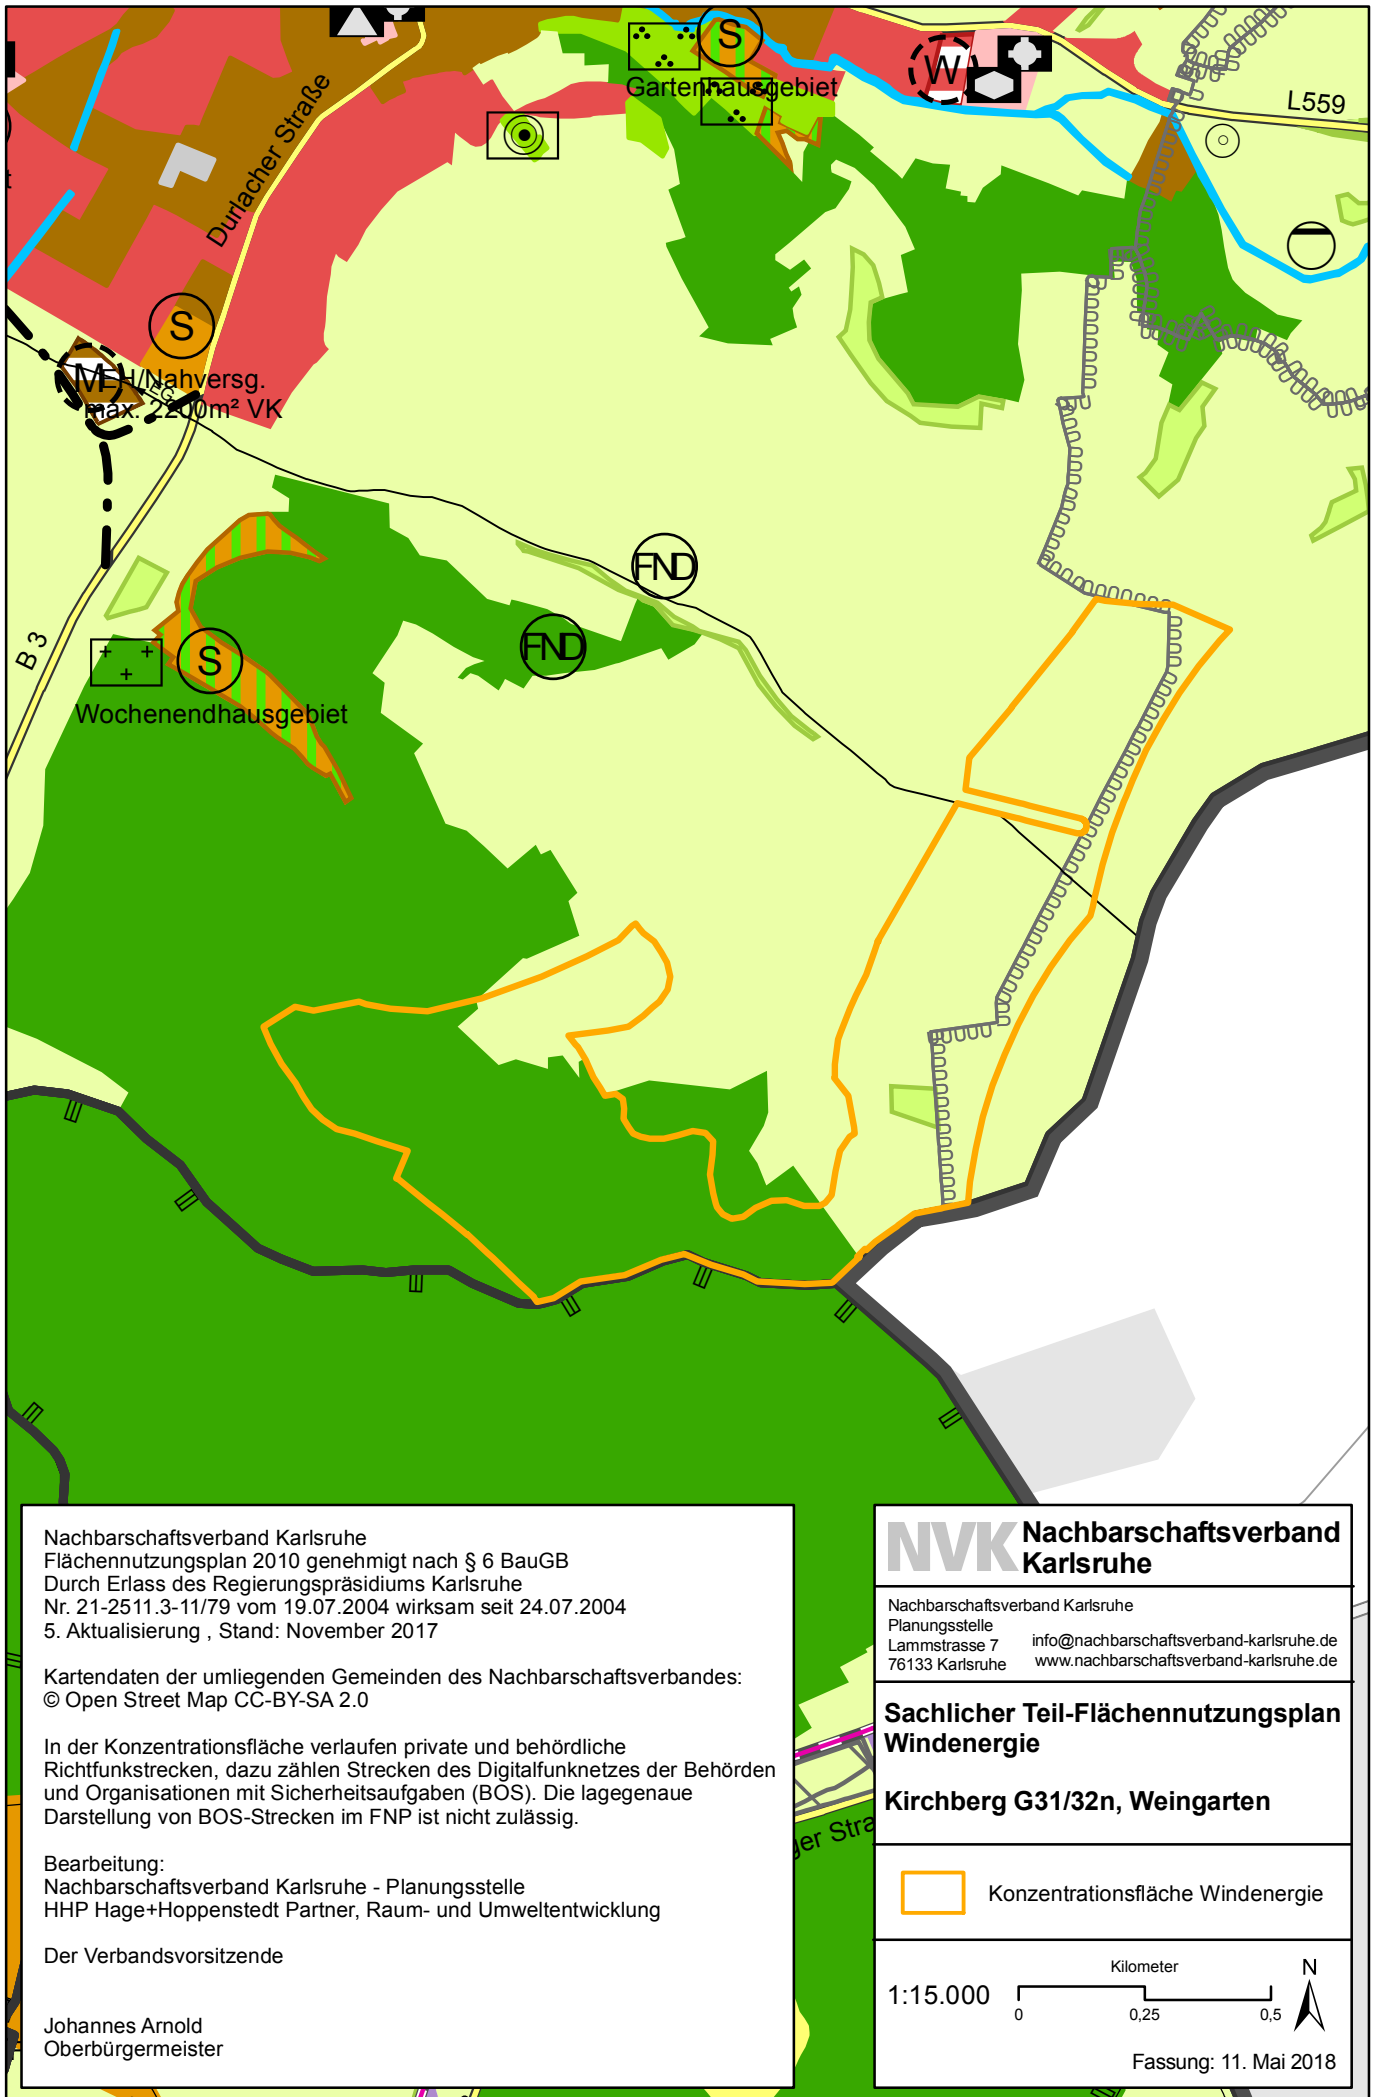 S
W
Gartenhausgebiet
L559
Durlacher Straße
S
M
EH/Nahversg.
EG
max. 2200m² VK
FND
FND
B 3
S
Wochenendhausgebiet
Nachbarschaftsverband Karlsruhe
Flächennutzungsplan 2010 genehmigt nach § 6 BauGB
Durch Erlass des Regierungspräsidiums Karlsruhe
Nr. 21-2511.3-11/79 vom 19.07.2004 wirksam seit 24.07.2004
5. Aktualisierung , Stand: November 2017
Kartendaten der umliegenden Gemeinden des Nachbarschaftsverbandes:
© Open Street Map CC-BY-SA 2.0
In der Konzentrationsfläche verlaufen private und behördliche
Richtfunkstrecken, dazu zählen Strecken des Digitalfunknetzes der Behörden
und Organisationen mit Sicherheitsaufgaben (BOS). Die lagegenaue
Darstellung von BOS-Strecken im FNP ist nicht zulässig.
Bearbeitung:
Nachbarschaftsverband Karlsruhe - Planungsstelle
HHP Hage+Hoppenstedt Partner, Raum- und Umweltentwicklung
Der Verbandsvorsitzende
Johannes Arnold
Oberbürgermeister
ger Stra
NVK Nachbarschaftsverband
Karlsruhe
Nachbarschaftsverband Karlsruhe
Planungsstelle
Lammstrasse 7 info@nachbarschaftsverband-karlsruhe.de
76133 Karlsruhe www.nachbarschaftsverband-karlsruhe.de
Sachlicher Teil-Flächennutzungsplan
Windenergie
Kirchberg G31/32n, Weingarten
Konzentrationsfläche Windenergie
Kilometer
N
1:15.000
0 0,25 0,5
Fassung: 11. Mai 2018